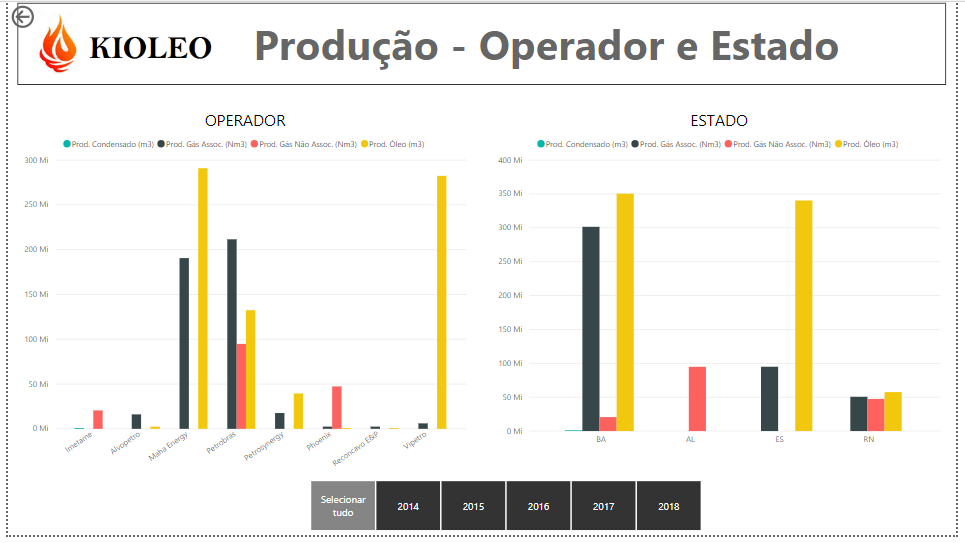 KIOLEO
Produção - Operador e Estado
OPERADOR
Prod. Condensado (m3) Prod. Gás Assoc. (Nm3) Prod. Gás Não Assoc. (Nm3) Prod. Óleo (m3)
300 Mi
250 Mi
200 Mi
150 Mi
100 Mi
50 Mi
0 Mi
Imetame
Alvopetro
Maha Energy
Petrobras
Petrosynergy
Phoenix
Reconcavo E&P
Vipetro
ESTADO
Prod. Condensado (m3) Prod. Gás Assoc. (Nm3) Prod. Gás Não Assoc. (Nm3) Prod. Óleo (m3)
400 Mi
350 Mi
300 Mi
250 Mi
200 Mi
150 Mi
100 Mi
50 Mi
0 Mi
BA AL ES RN
Selecionar
tudo
2014 2015 2016 2017 2018